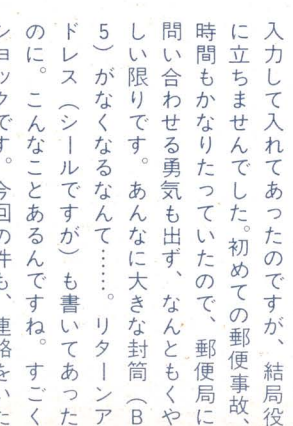 入力して入れてあったのですが、結局役
に立ちませんでした。初めての郵便事故、
時間もかなりたっていたので、郵便局に
問い合わせる勇気も出ず、なんともくや
しい限りです。あんなに大きな封筒（B
5）がなくなるなんて……。リターンア
ドレス（シールですが）も書いてあった
のに。こんなことあるんですね。すごく
ショックです。今回の件も、連絡をいた